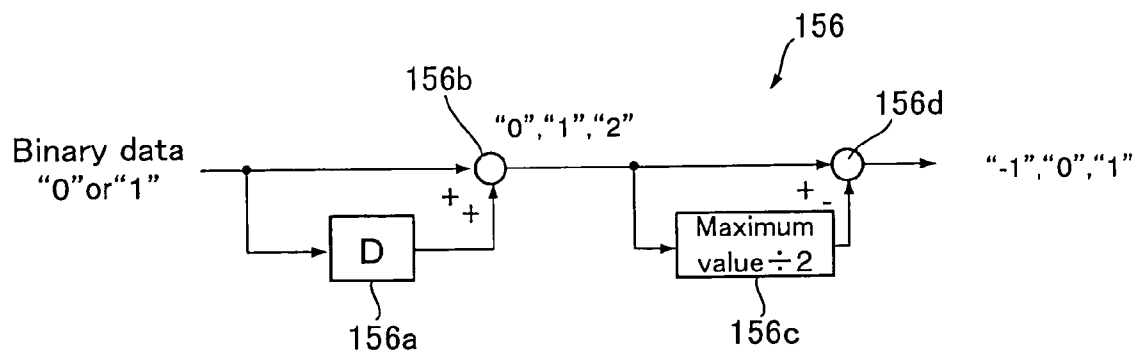 156
156b
156d
"0","1","2"
Binary data
"0"or"1"
"-1","0","1"
+
+
+
-
D
Maximum
value÷2
156a
156c